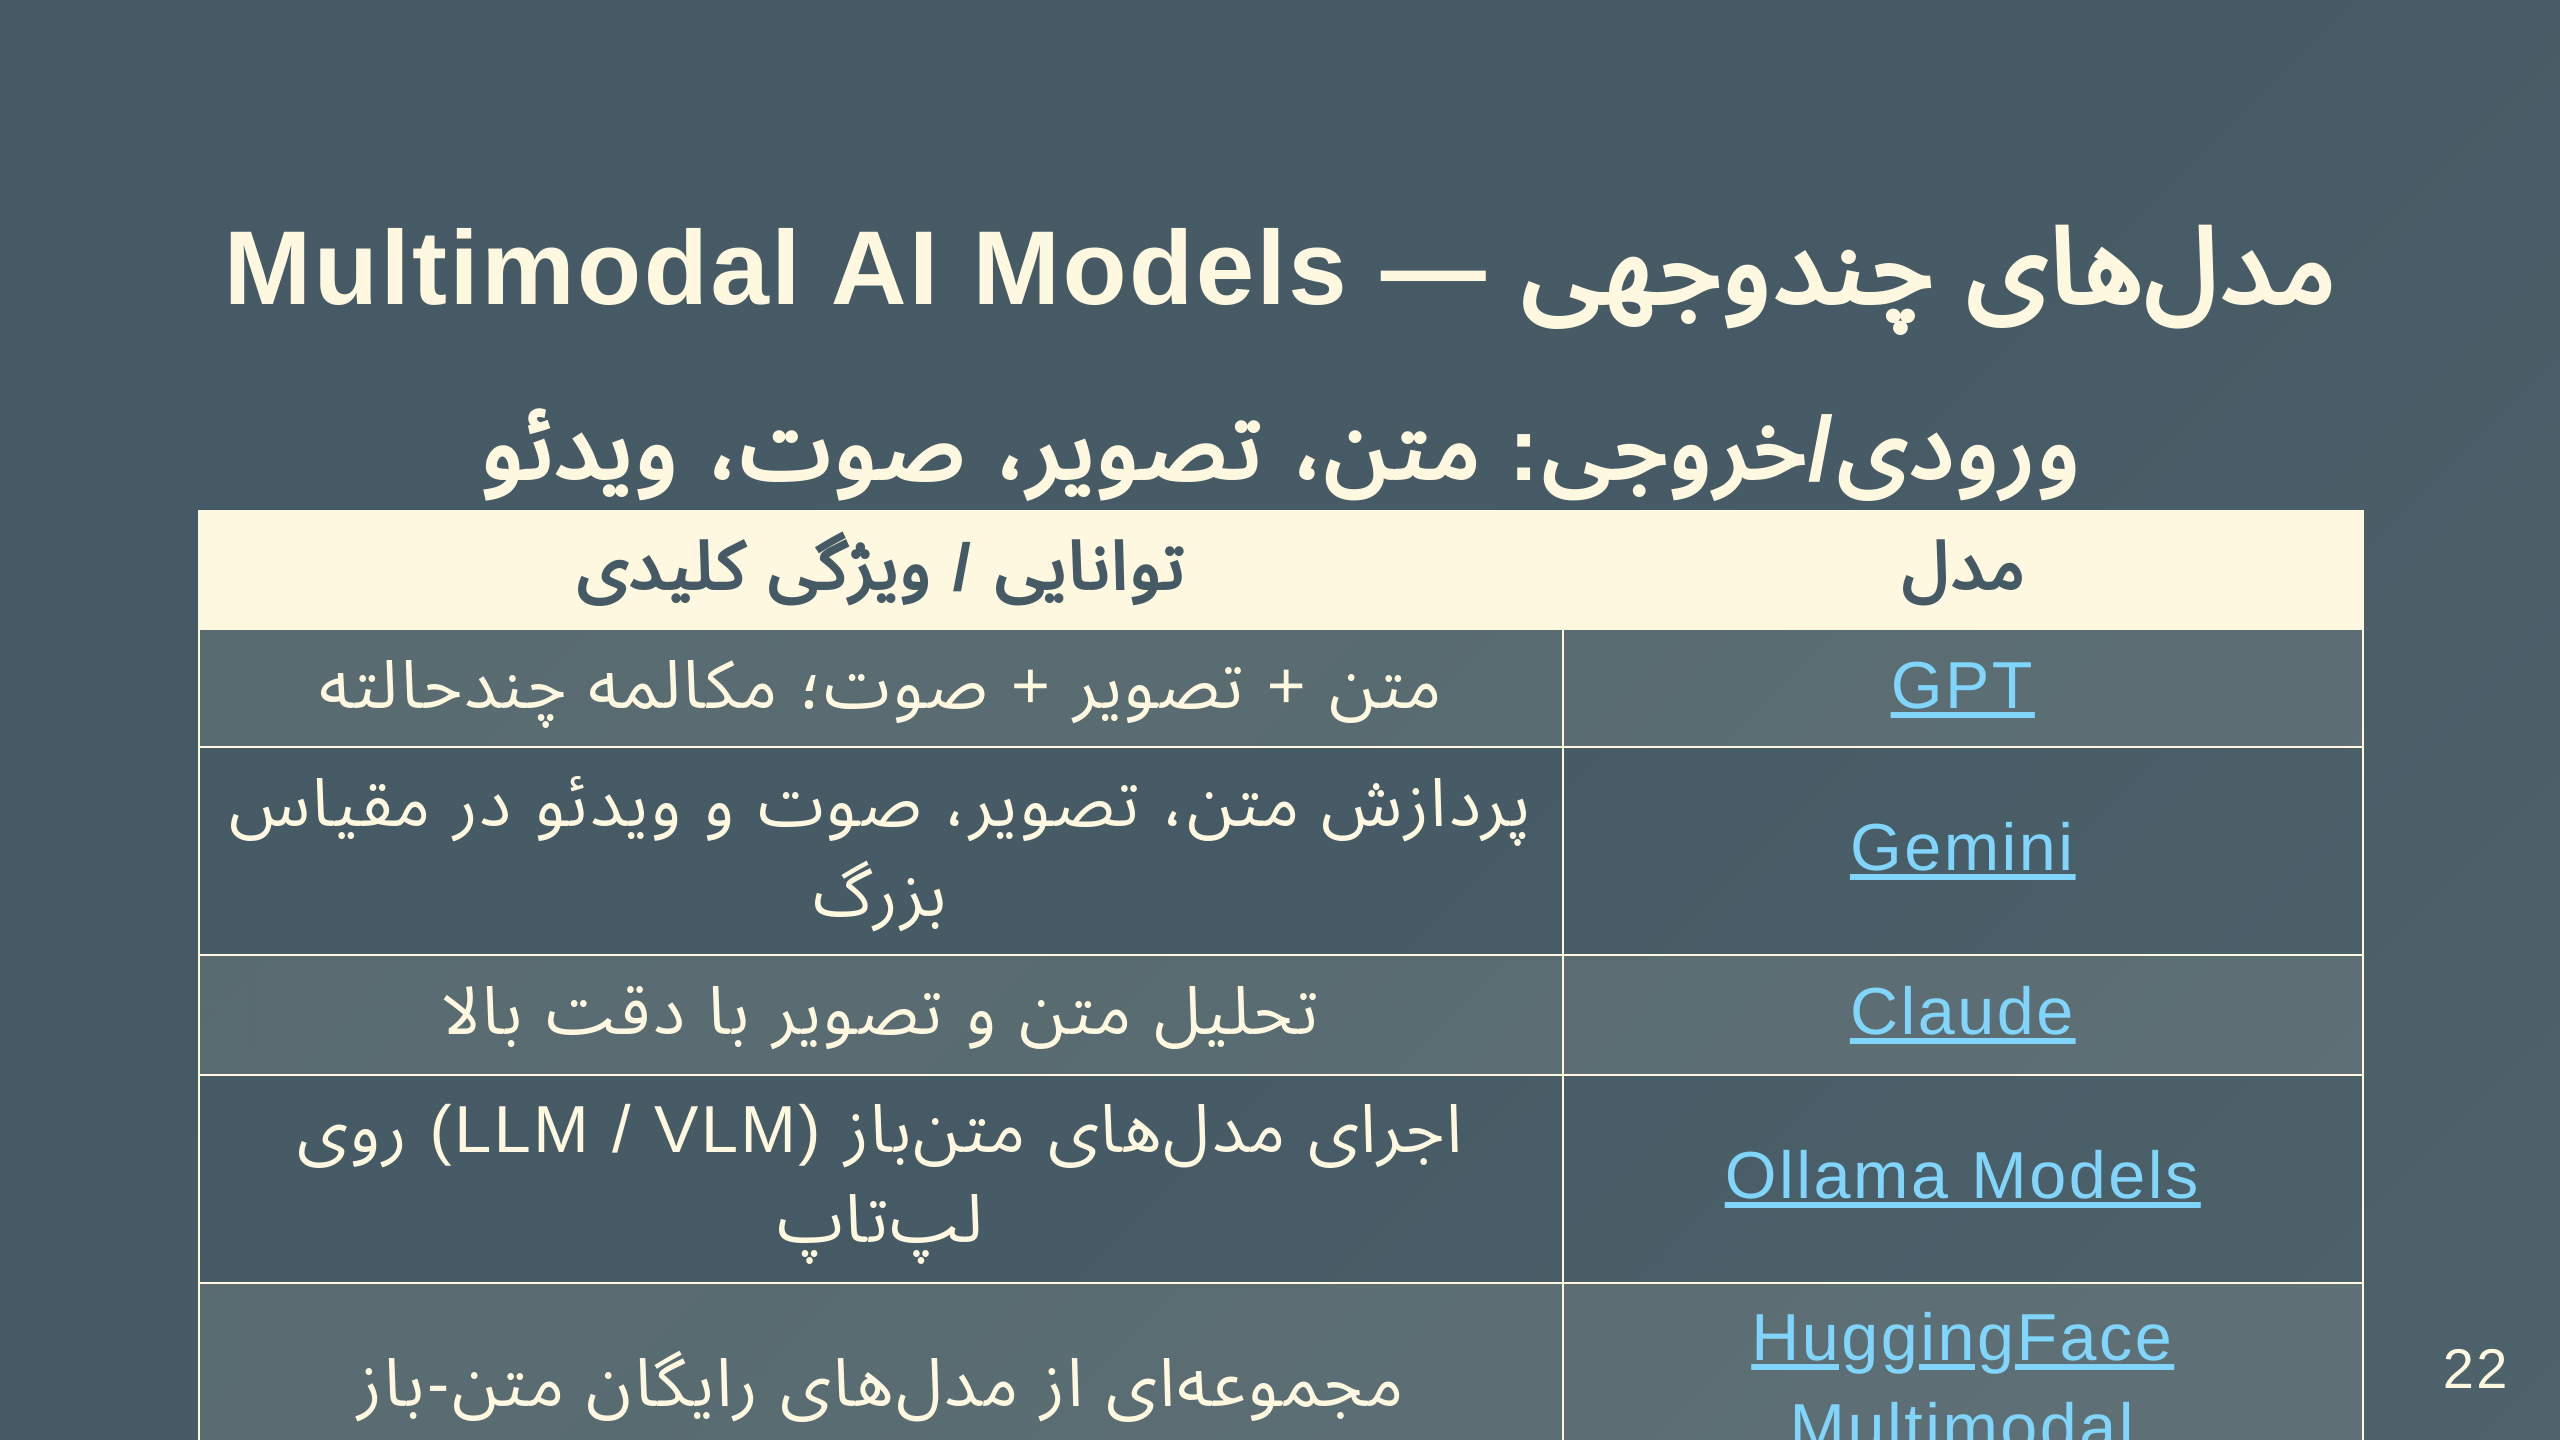 مدل‌های چندوجهی — Multimodal AI Models
ورودی/خروجی: متن، تصویر، صوت، ویدئو
مدل
توانایی / ویژگی کلیدی
GPT
متن + تصویر + صوت؛ مکالمه چندحالته
Gemini
پردازش متن، تصویر، صوت و ویدئو در مقیاس
بزرگ
Claude
تحلیل متن و تصویر با دقت بالا
Ollama Models
اجرای مدل‌های متن‌باز (LLM / VLM) روی
لپ‌تاپ
HuggingFace
Multimodal
مجموعه‌ای از مدل‌های رایگان متن-باز
22